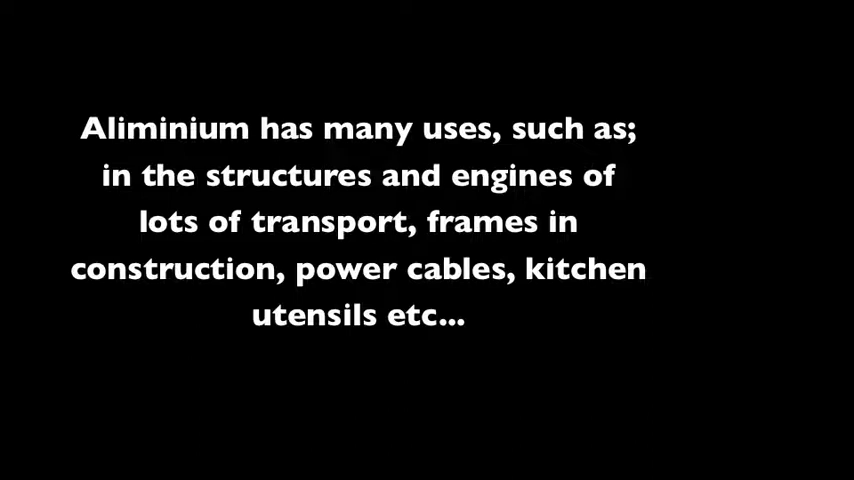 Aliminium has many uses, such as;
in the structures and engines of
lots of transport, frames in
construction, power cables, kitchen
utensils etc...